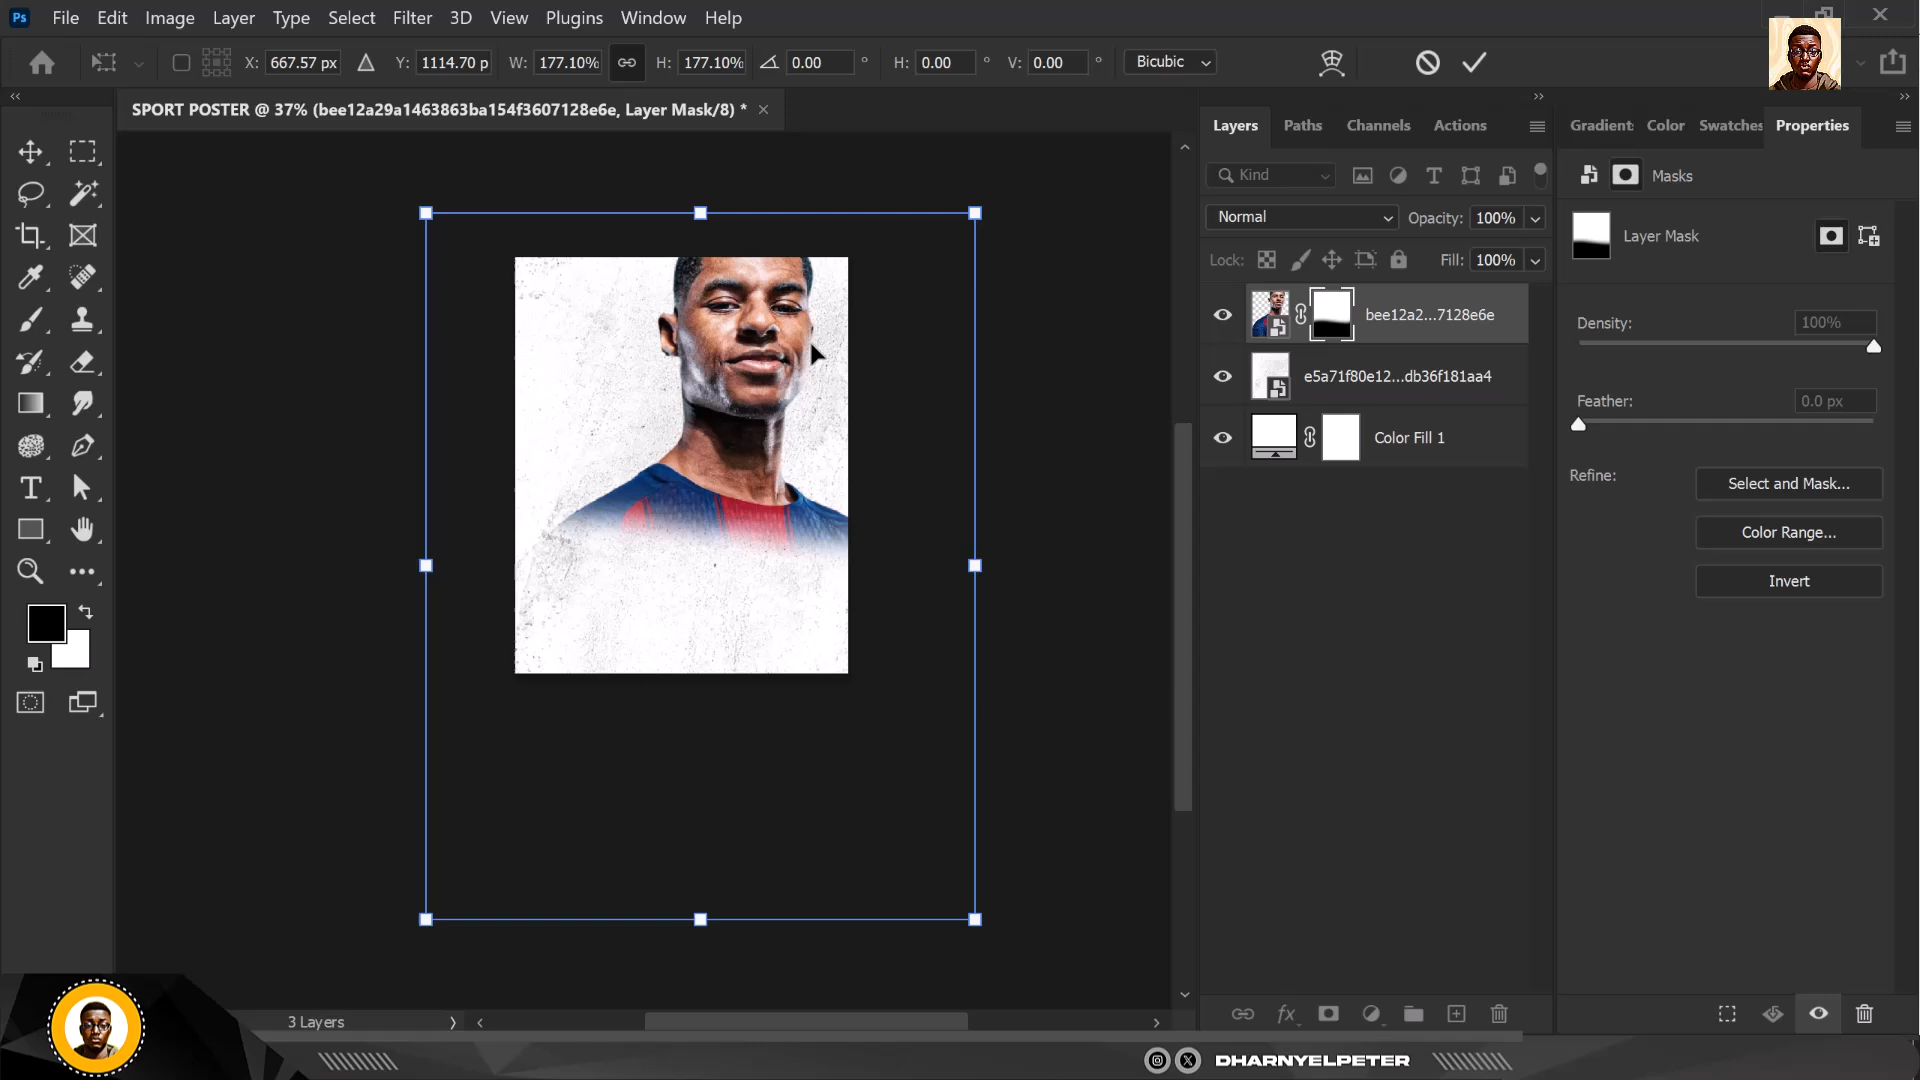 Ps File Edit Image Layer Type Select Filter 3D View Plugins Window Help
X: 667.57 px Y: 1114.70 p W: 177.10% H: 177.10% 0.00 ° H: 0.00 ° V: 0.00 ° Bicubic
SPORT POSTER @ 37% (bee12a29a1463863ba154f3607128e6e, Layer Mask/8) *
Layers Paths Channels Actions
Gradient: Color Swatches Properties
Kind
Masks
Normal Opacity: 100%
Layer Mask
Lock: Fill: 100%
bee12a2...7128e6e
Density: 100%
e5a71f80e12...db36f181aa4
Feather: 0.0 px
Color Fill 1
Refine: Select and Mask...
Color Range...
Invert
3 Layers
DHARNYELPETER